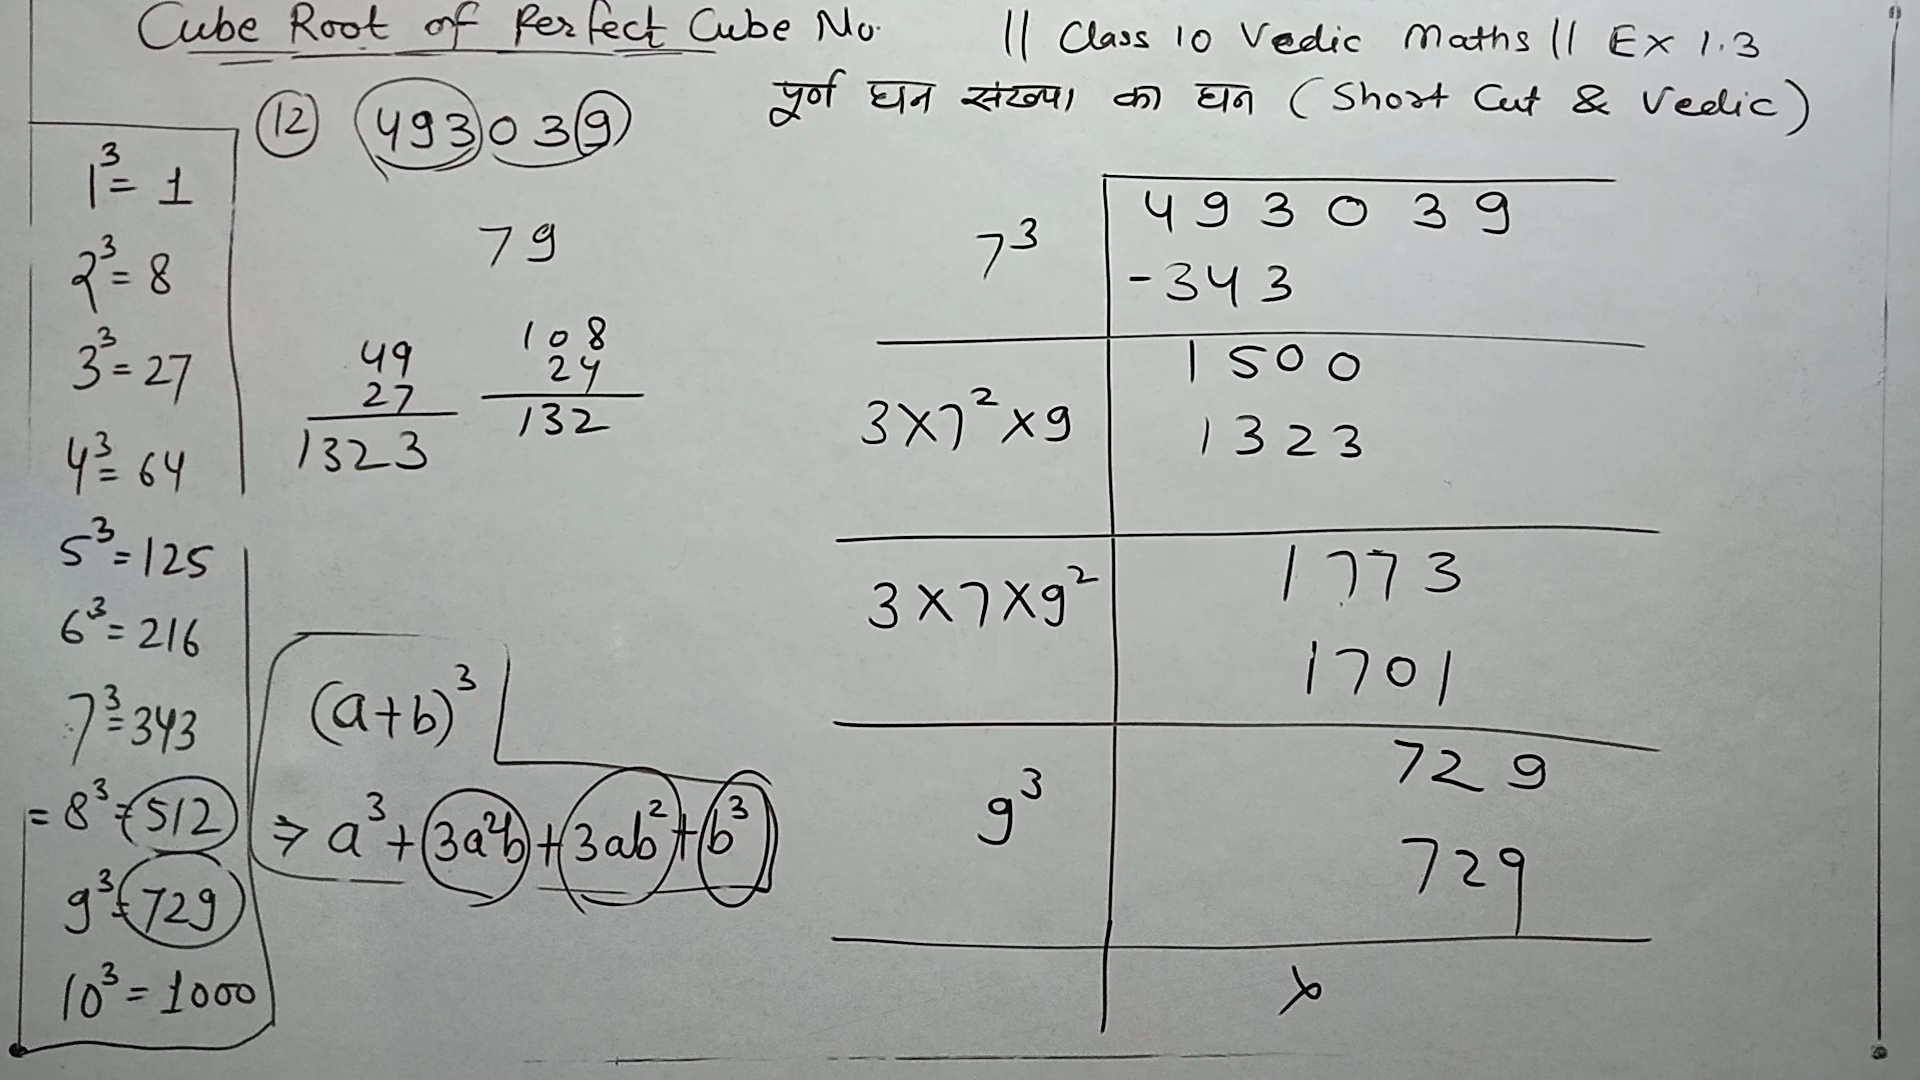 Cube Root of Perfect Cube No. || Class 10 Vedic Maths || Ex 1.3
पूर्ण घन संख्या का घन (Short Cut & Vedic)
(12) 493039
79
49
27
1323
108
24
132
1³ = 1
2³ = 8
3³ = 27
4³ = 64
5³ = 125
6³ = 216
7³ = 343
= 8³ = 512
9³ = 729
10³ = 1000
(a+b)³
⇒ a³ + 3a²b + 3ab² + b³
7³ 493039
-343
1500
3×7²×9 1323
1773
3×7×9² 1701
729
9³ 729
x